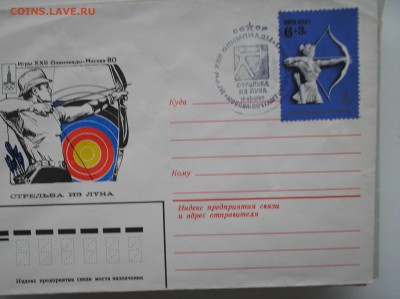 COINS.LAVE.RU
Игры XXII Олимпиады · Москва · 80
СТРЕЛЬБА ИЗ ЛУКА
СТРЕЛЬБА
ИЗ ЛУКА
6+3к
Куда
Кому
Индекс предприятия связи
и адрес отправителя
Индекс предприятия связи места назначения